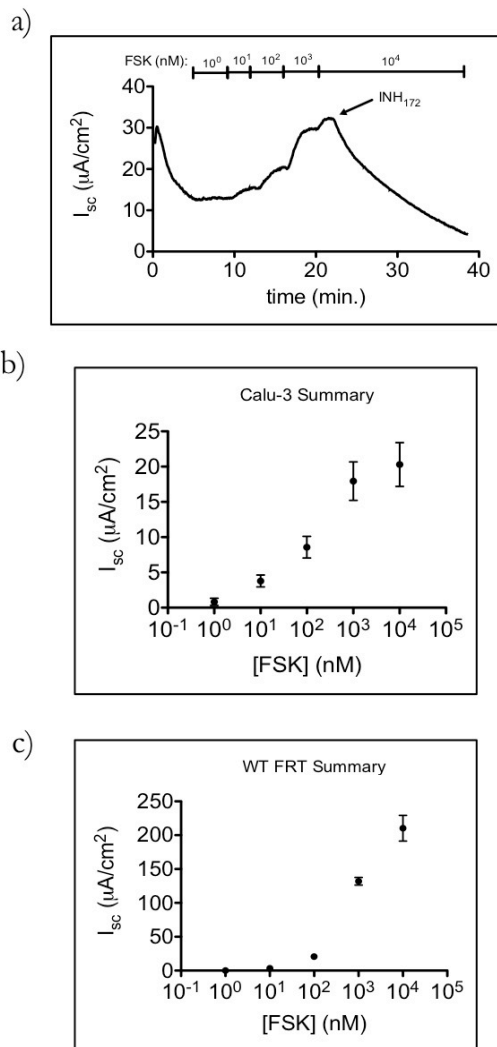 a)
FSK (nM): 10⁰ 10¹ 10² 10³ 10⁴
INH₁₇₂
40
30
20
10
0
I_sc (μA/cm²)
0 10 20 30 40
time (min.)
b)
Calu-3 Summary
25
20
15
10
5
0
I_sc (μA/cm²)
10⁻¹ 10⁰ 10¹ 10² 10³ 10⁴ 10⁵
[FSK] (nM)
c)
WT FRT Summary
250
200
150
100
50
0
I_sc (μA/cm²)
10⁻¹ 10⁰ 10¹ 10² 10³ 10⁴ 10⁵
[FSK] (nM)